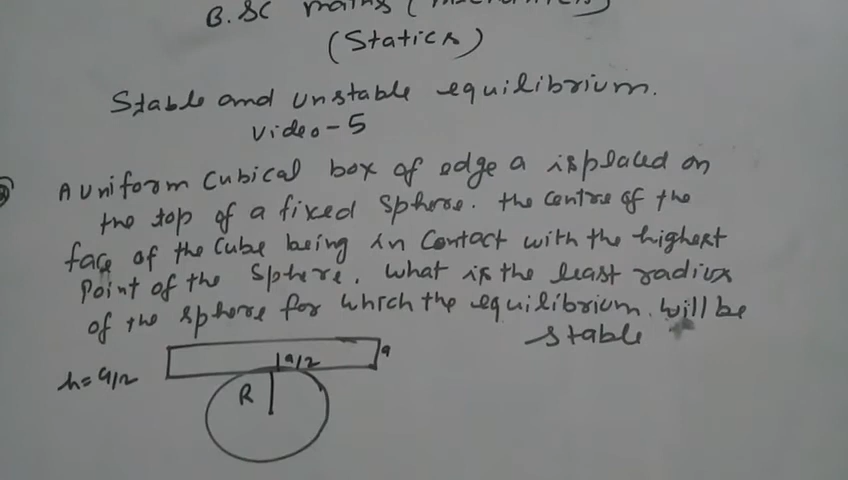 B. SC maths (
(Statics)
Stable and unstable equilibrium.
Video-5
A uniform cubical box of edge a is placed on
the top of a fixed sphere. the centre of the
face of the cube being in contact with the highest
point of the sphere. what is the least radius
of the sphere for which the equilibrium will be
stable
h=a/2
a/2
a
R